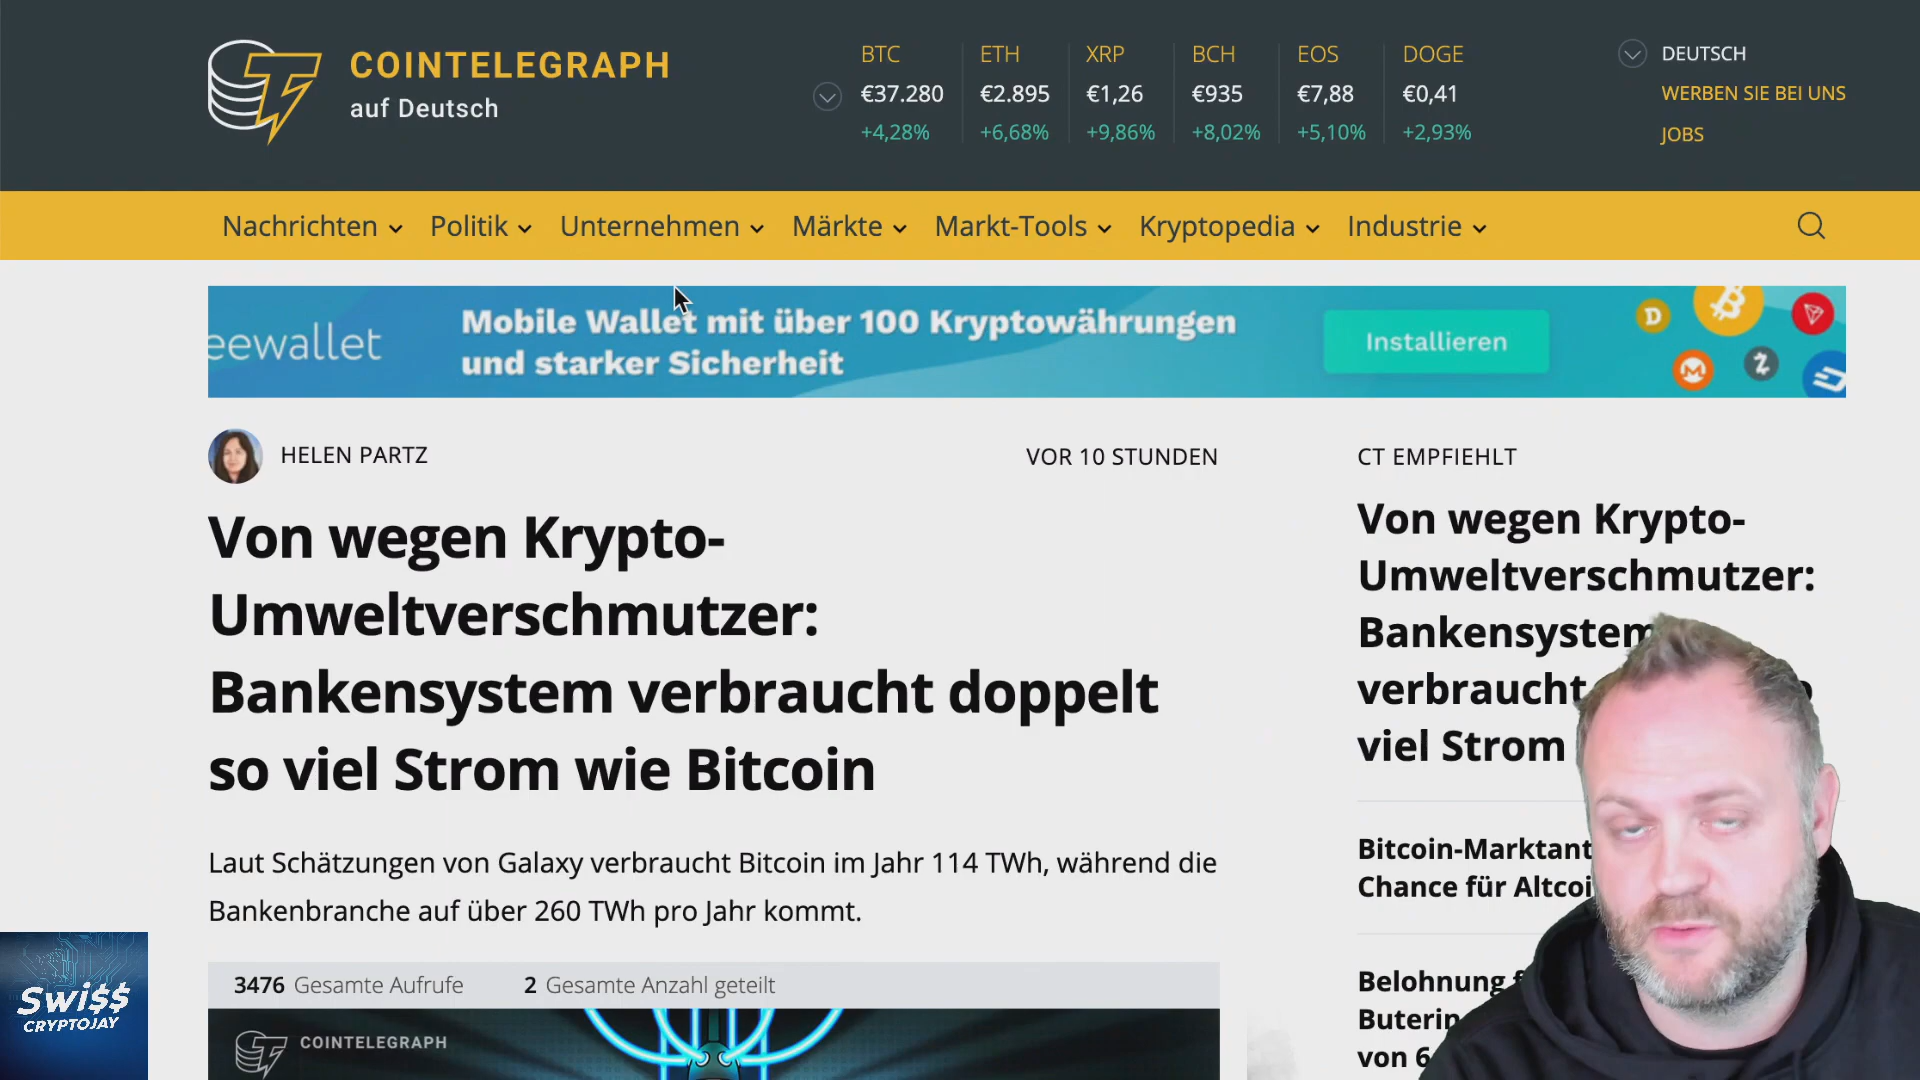 COINTELEGRAPH
auf Deutsch
BTC
€37.280
+4,28%
ETH
€2.895
+6,68%
XRP
€1,26
+9,86%
BCH
€935
+8,02%
EOS
€7,88
+5,10%
DOGE
€0,41
+2,93%
DEUTSCH
WERBEN SIE BEI UNS
JOBS
Nachrichten
Politik
Unternehmen
Märkte
Markt-Tools
Kryptopedia
Industrie
eewallet
Mobile Wallet mit über 100 Kryptowährungen
und starker Sicherheit
Installieren
HELEN PARTZ
VOR 10 STUNDEN
Von wegen Krypto-
Umweltverschmutzer:
Bankensystem verbraucht doppelt
so viel Strom wie Bitcoin
Laut Schätzungen von Galaxy verbraucht Bitcoin im Jahr 114 TWh, während die
Bankenbranche auf über 260 TWh pro Jahr kommt.
3476 Gesamte Aufrufe
2 Gesamte Anzahl geteilt
COINTELEGRAPH
CT EMPFIEHLT
Von wegen Krypto-
Umweltverschmutzer:
Bankensystem
verbraucht
viel Strom
Bitcoin-Marktant
Chance für Altcoi
Belohnung
Buterin
von 6
Swi$$
CRYPTOJAY